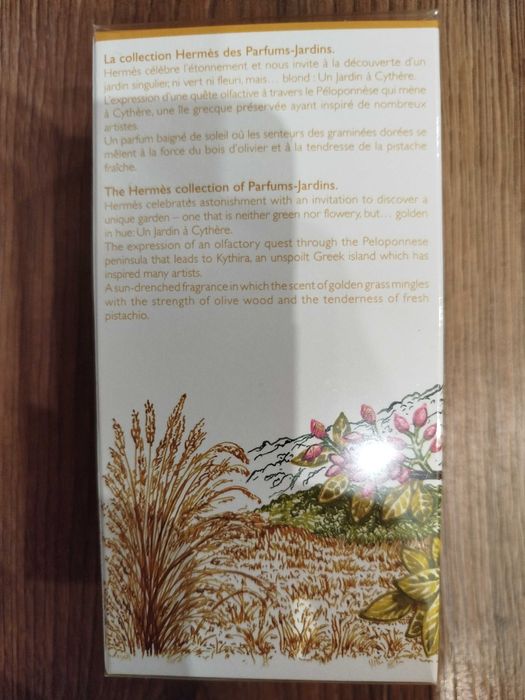 La collection Hermès des Parfums-Jardins.
Hermès célèbre l'étonnement et nous invite à la découverte d'un
jardin singulier, ni vert ni fleuri, mais... blond : Un Jardin à Cythère.
L'expression d'une quête olfactive à travers le Péloponnèse qui mène
à Cythère, une île grecque préservée ayant inspiré de nombreux
artistes.
Un parfum baigné de soleil où les senteurs des graminées dorées se
mêlent à la force du bois d'olivier et à la tendresse de la pistache
fraîche.
The Hermès collection of Parfums-Jardins.
Hermès celebrates astonishment with an invitation to discover a
unique garden – one that is neither green nor flowery, but... golden
in hue: Un Jardin à Cythère.
The expression of an olfactory quest through the Peloponnese
peninsula that leads to Kythira, an unspoilt Greek island which has
inspired many artists.
A sun-drenched fragrance in which the scent of golden grass mingles
with the strength of olive wood and the tenderness of fresh
pistachio.